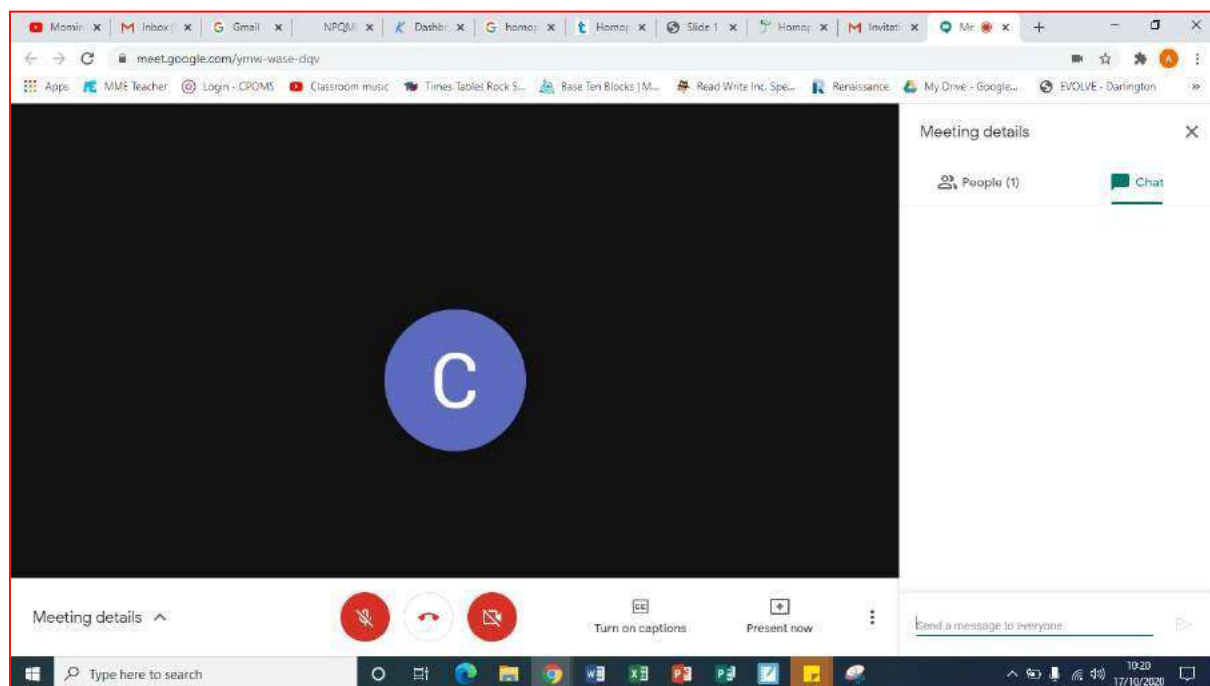 Momin
Inbox
Gmail
NPQM
Dashb
homop
t Homop
Slide 1
Homop
Invitati
Me
meet.google.com/ymw-wase-dqv
Apps MME Teacher Login - CPOMS Classroom music Times Tables Rock S... Base Ten Blocks | M... Read Write Inc. Spe... Renaissance My Drive - Google... EVOLVE - Darlington »
Meeting details
People (1) Chat
C
Meeting details
Turn on captions Present now
Send a message to everyone
Type here to search
10:20
17/10/2020